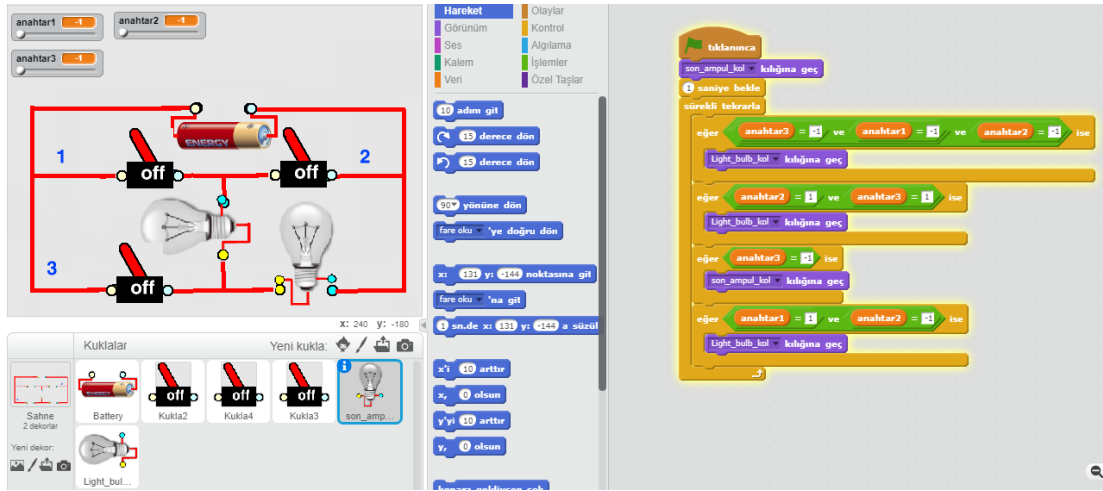 anahtar1 -1
anahtar2 -1
anahtar3 -1
ENERGY
1
off
2
off
3
off
x: 240 y: -180
Kuklalar
Yeni kukla:
Sahne
2 dekorlar
Yeni dekor:
Battery
Kukla2
Kukla4
Kukla3
son_amp...
Light_bul...
Hareket
Görünüm
Ses
Kalem
Veri
Olaylar
Kontrol
Algılama
İşlemler
Özel Taşlar
10 adım git
15 derece dön
15 derece dön
90 yönüne dön
fare oku 'ye doğru dön
x: 131 y: -144 noktasına git
fare oku 'na git
1 sn.de x: 131 y: -144 a süzül
x'i 10 arttır
x, 0 olsun
y'yi 10 arttır
y, 0 olsun
kenara geldiysen sek
tıklanınca
son_ampul_kol kılığına geç
1 saniye bekle
sürekli tekrarla
eğer anahtar3 = -1 ve anahtar1 = -1 ve anahtar2 = -1 ise
Light_bulb_kol kılığına geç
eğer anahtar2 = 1 ve anahtar3 = 1 ise
Light_bulb_kol kılığına geç
eğer anahtar3 = -1 ise
son_ampul_kol kılığına geç
eğer anahtar1 = 1 ve anahtar2 = -1 ise
Light_bulb_kol kılığına geç